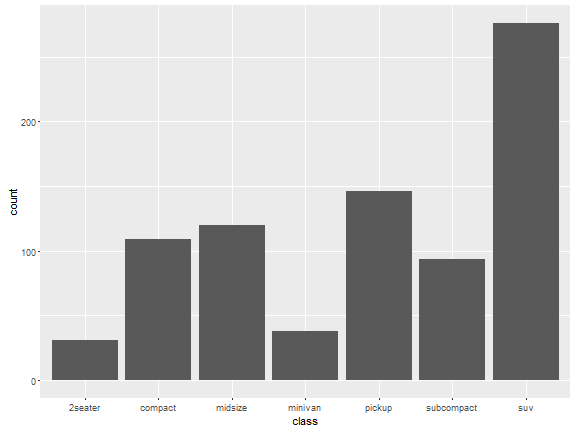 count
200
100
0
2seater compact midsize minivan pickup subcompact suv
class